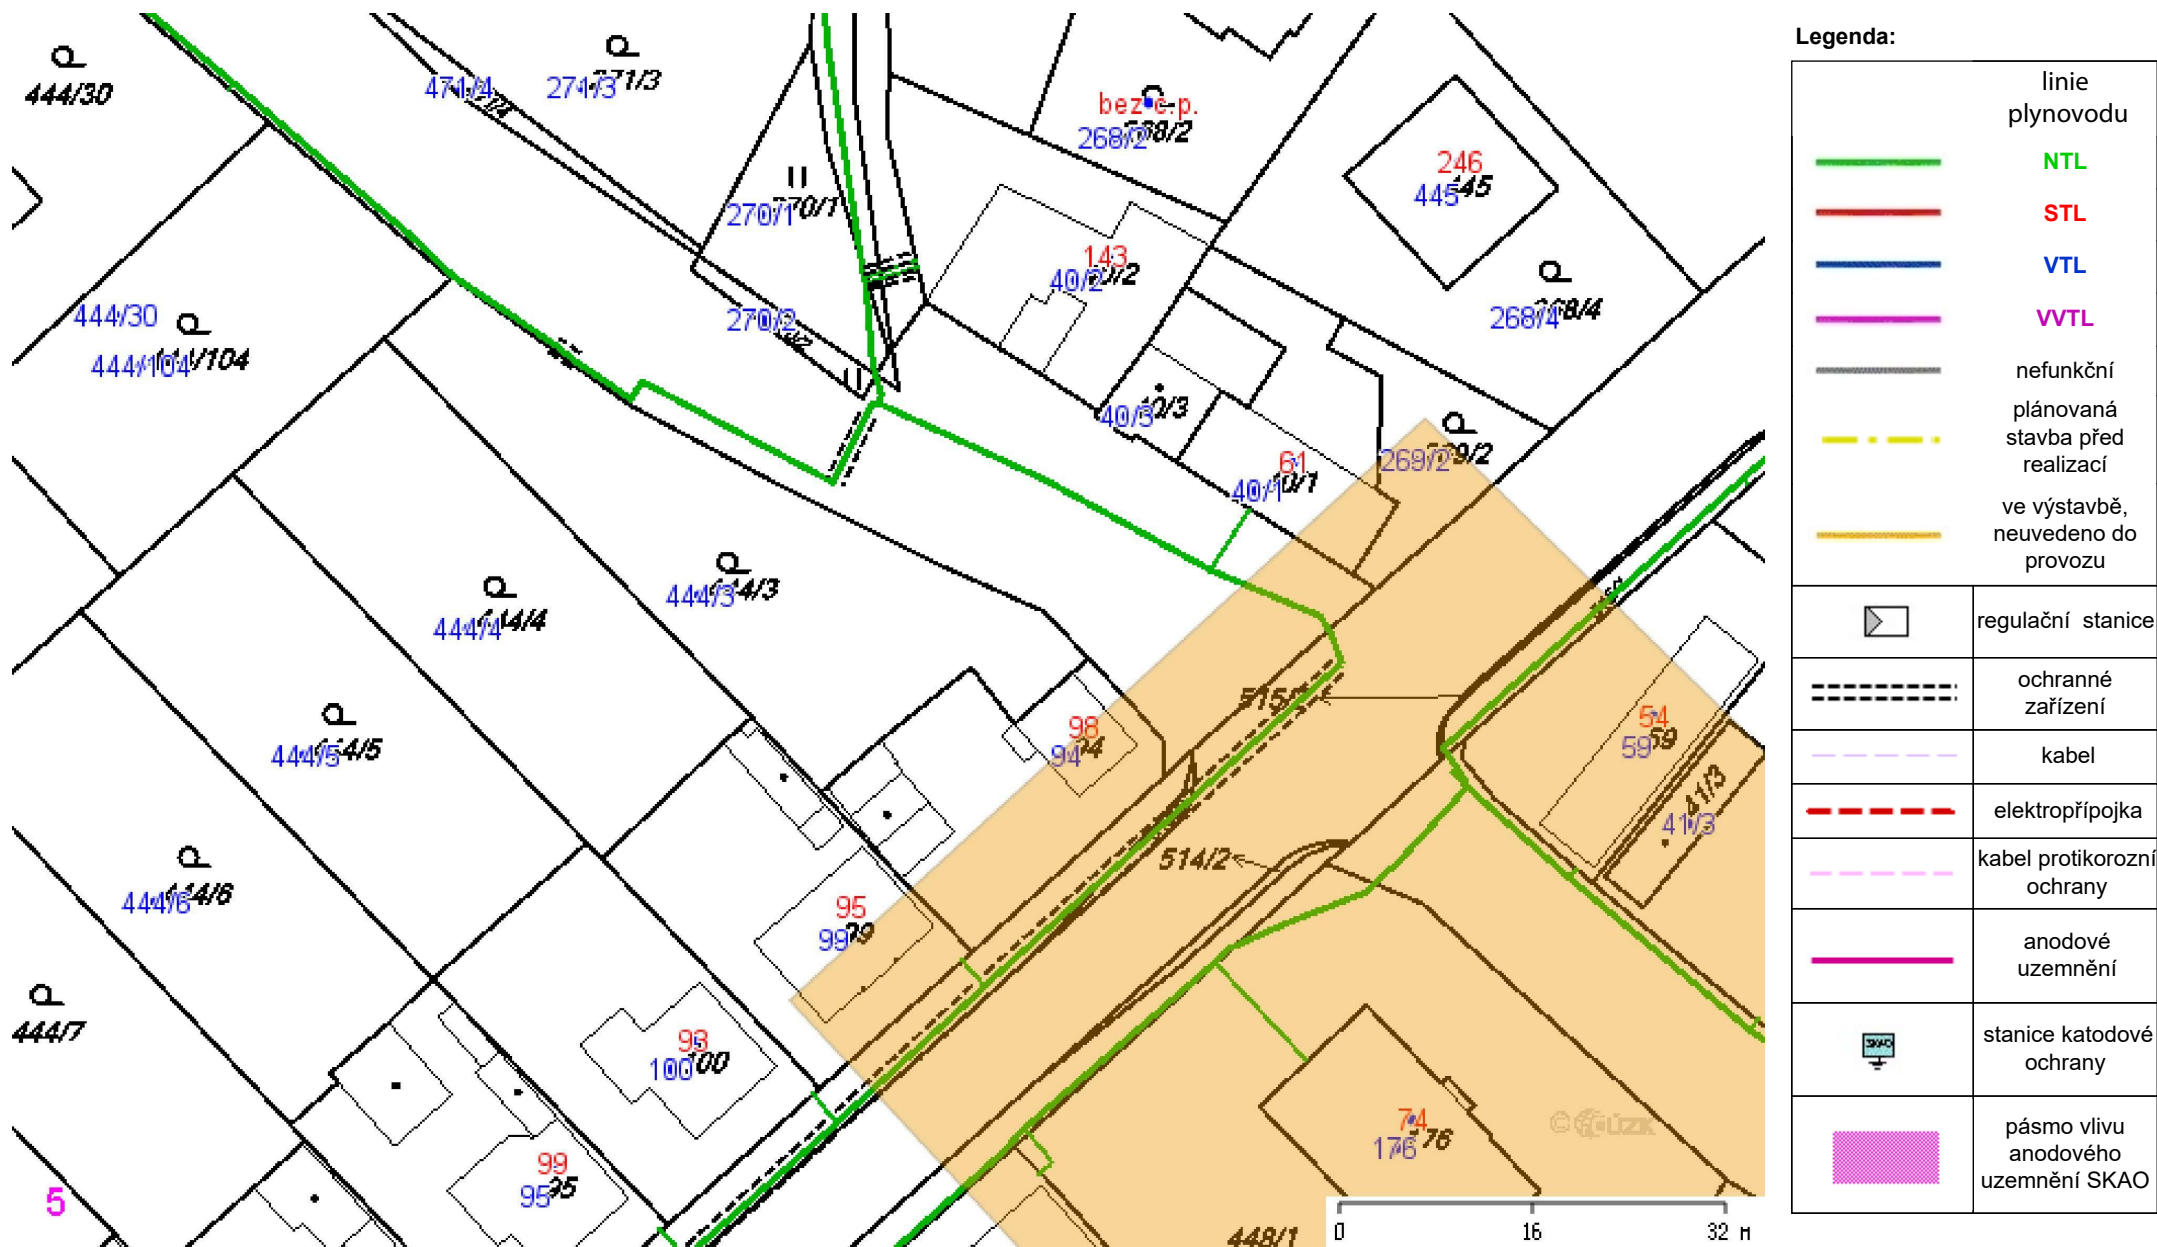 444/30
471/4
271/3
bez č.p.
268/2
246
445
270/1
143
40/2
268/4
444/30
444/104
270/2
40/3
61
40/1
269/2
444/3
444/4
444/5
444/6
444/7
98
94
54
59
41/3
514/2
95
99
93
100
99
95
74
176
5
448/1
0 16 32 M
Legenda:
linie
plynovodu
NTL
STL
VTL
VVTL
nefunkční
plánovaná
stavba před
realizací
ve výstavbě,
neuvedeno do
provozu
regulační stanice
ochranné
zařízení
kabel
elektropřípojka
kabel protikorozní
ochrany
anodové
uzemnění
SKAO
stanice katodové
ochrany
pásmo vlivu
anodového
uzemnění SKAO